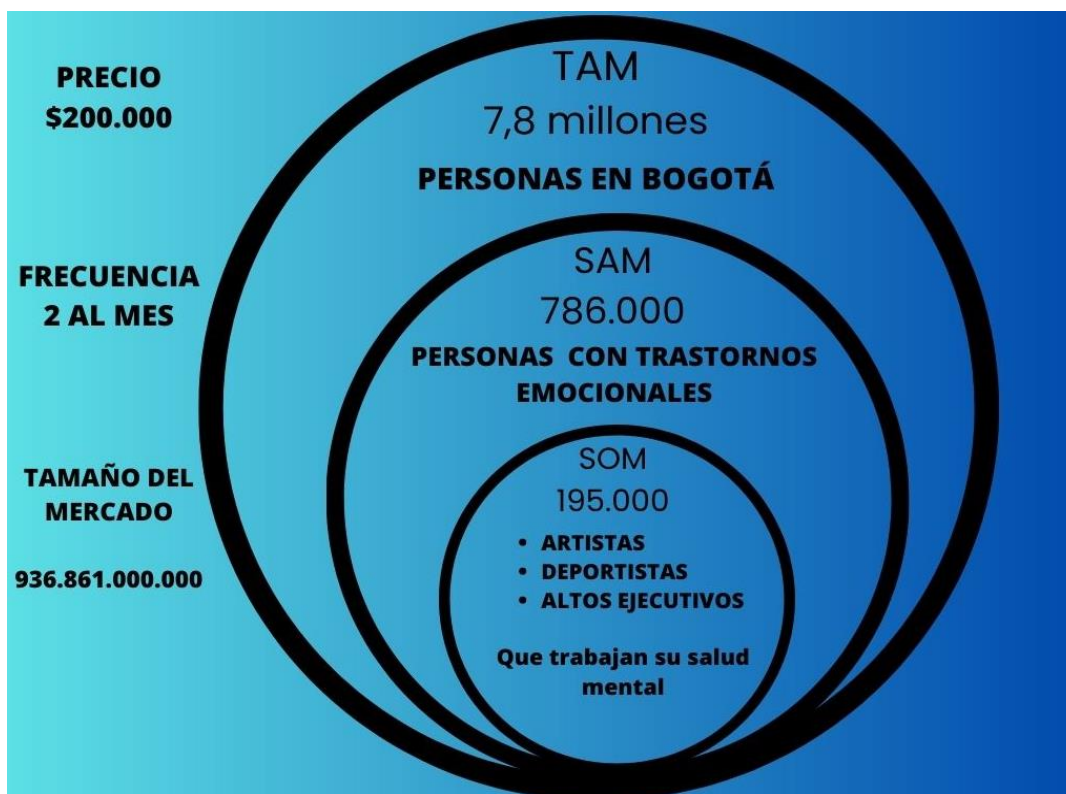 PRECIO
$200.000
FRECUENCIA
2 AL MES
TAMAÑO DEL
MERCADO
936.861.000.000
TAM
7,8 millones
PERSONAS EN BOGOTÁ
SAM
786.000
PERSONAS CON TRASTORNOS
EMOCIONALES
SOM
195.000
• ARTISTAS
• DEPORTISTAS
• ALTOS EJECUTIVOS
Que trabajan su salud
mental